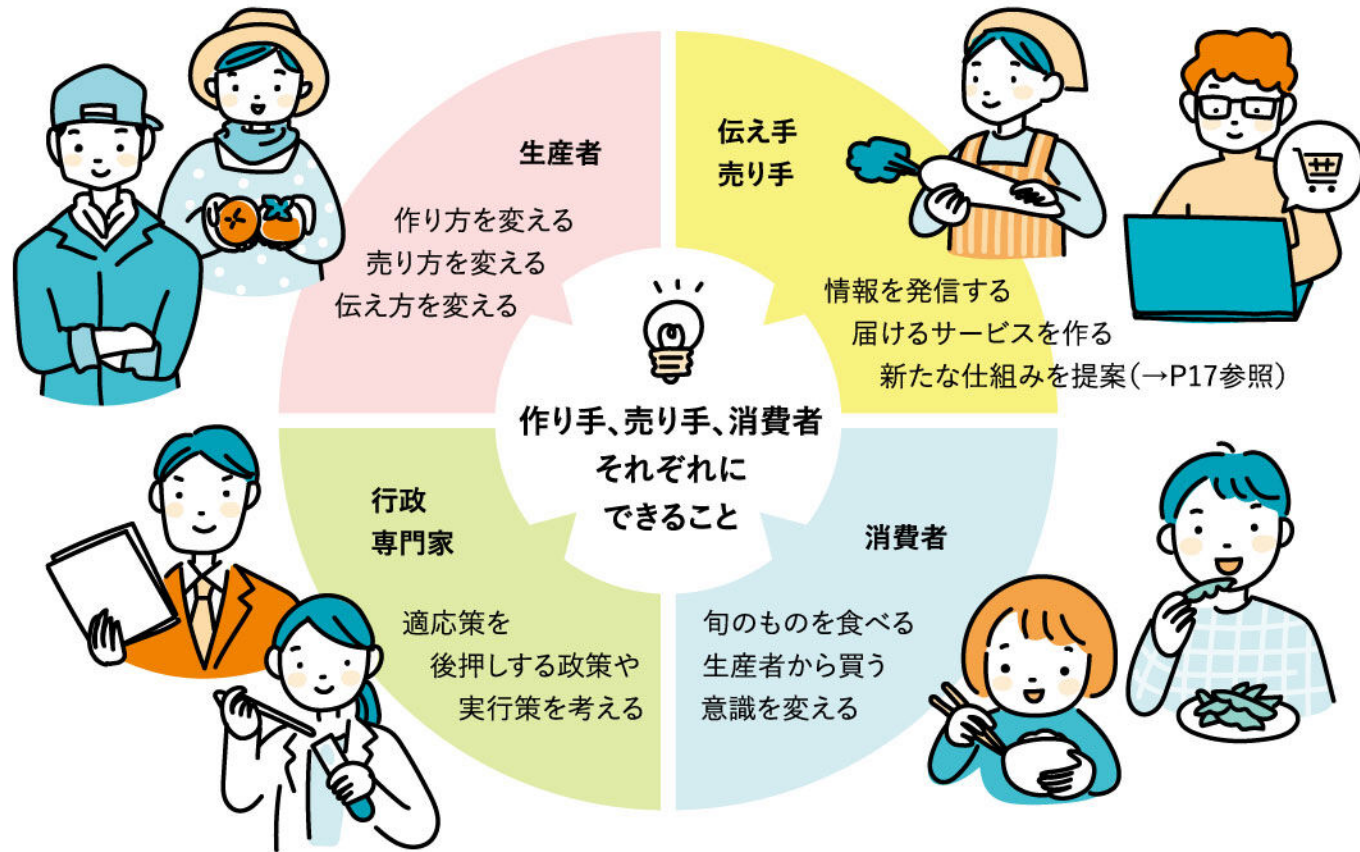 生産者
作り方を変える
売り方を変える
伝え方を変える
伝え手
売り手
情報を発信する
届けるサービスを作る
新たな仕組みを提案(→P17参照)
作り手、売り手、消費者
それぞれに
できること
行政
専門家
適応策を
後押しする政策や
実行策を考える
消費者
旬のものを食べる
生産者から買う
意識を変える